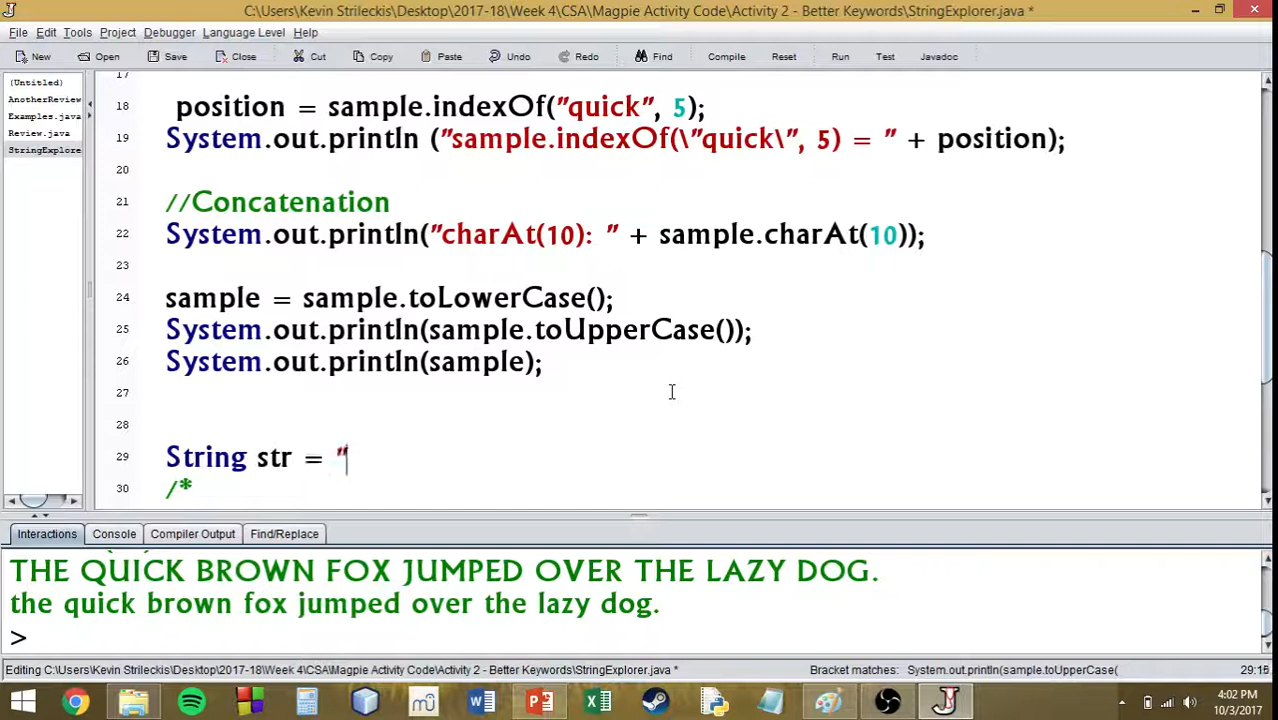 C:\Users\Kevin Strileckis\Desktop\2017-18\Week 4\CSA\Magpie Activity Code\Activity 2 - Better Keywords\StringExplorer.java *
File Edit Tools Project Debugger Language Level Help
New Open Save Close Cut Copy Paste Undo Redo Find Compile Reset Run Test Javadoc
(Untitled)
AnotherReview
Examples.java
Review.java
StringExplore
17
18 position = sample.indexOf("quick", 5);
19 System.out.println ("sample.indexOf(\"quick\", 5) = " + position);
20
21 //Concatenation
22 System.out.println("charAt(10): " + sample.charAt(10));
23
24 sample = sample.toLowerCase();
25 System.out.println(sample.toUpperCase());
26 System.out.println(sample);
27
28
29 String str = "
30 /*
Interactions Console Compiler Output Find/Replace
THE QUICK BROWN FOX JUMPED OVER THE LAZY DOG.
the quick brown fox jumped over the lazy dog.
>
Editing C:\Users\Kevin Strileckis\Desktop\2017-18\Week 4\CSA\Magpie Activity Code\Activity 2 - Better Keywords\StringExplorer.java * Bracket matches: System.out.println(sample.toUpperCase( 29:15
4:02 PM
10/3/2017